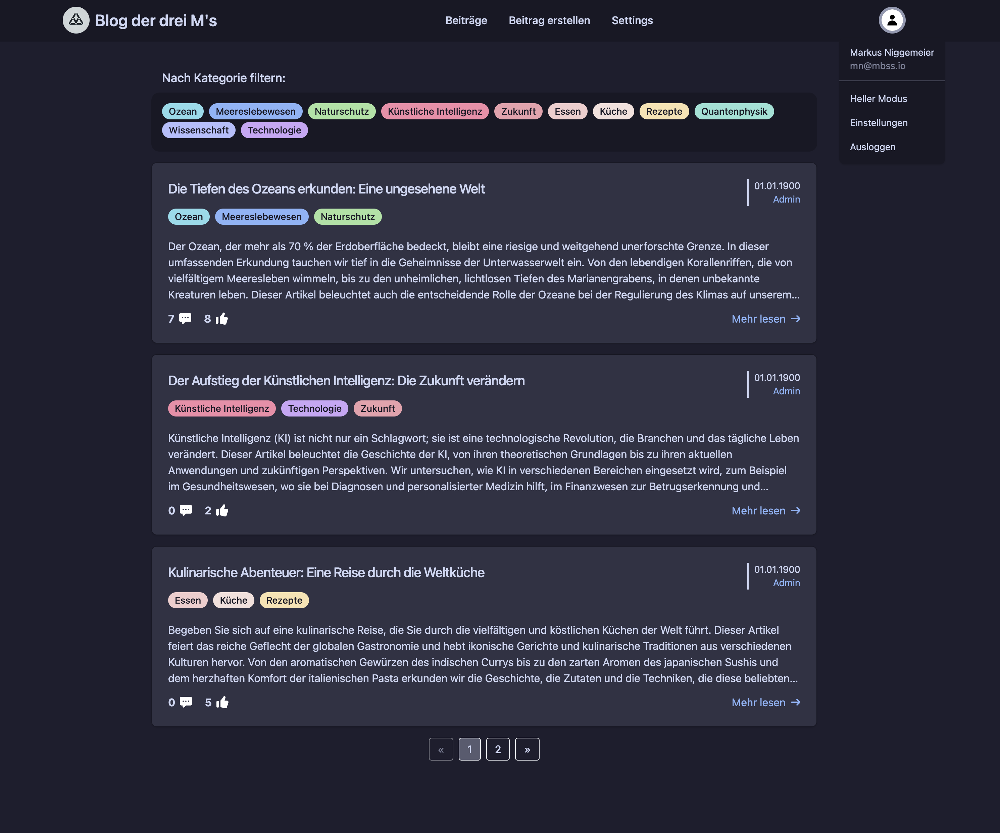 Blog der drei M's
Beiträge Beitrag erstellen Settings
Markus Niggemeier
mn@mbss.io
Heller Modus
Einstellungen
Ausloggen
Nach Kategorie filtern:
Ozean Meereslebewesen Naturschutz Künstliche Intelligenz Zukunft Essen Küche Rezepte Quantenphysik
Wissenschaft Technologie
Die Tiefen des Ozeans erkunden: Eine ungesehene Welt
01.01.1900
Admin
Ozean Meereslebewesen Naturschutz
Der Ozean, der mehr als 70 % der Erdoberfläche bedeckt, bleibt eine riesige und weitgehend unerforschte Grenze. In dieser
umfassenden Erkundung tauchen wir tief in die Geheimnisse der Unterwasserwelt ein. Von den lebendigen Korallenriffen, die von
vielfältigem Meeresleben wimmeln, bis zu den unheimlichen, lichtlosen Tiefen des Marianengrabens, in denen unbekannte
Kreaturen leben. Dieser Artikel beleuchtet auch die entscheidende Rolle der Ozeane bei der Regulierung des Klimas auf unserem...
7 8 Mehr lesen →
Der Aufstieg der Künstlichen Intelligenz: Die Zukunft verändern
01.01.1900
Admin
Künstliche Intelligenz Technologie Zukunft
Künstliche Intelligenz (KI) ist nicht nur ein Schlagwort; sie ist eine technologische Revolution, die Branchen und das tägliche Leben
verändert. Dieser Artikel beleuchtet die Geschichte der KI, von ihren theoretischen Grundlagen bis zu ihren aktuellen
Anwendungen und zukünftigen Perspektiven. Wir untersuchen, wie KI in verschiedenen Bereichen eingesetzt wird, zum Beispiel
im Gesundheitswesen, wo sie bei Diagnosen und personalisierter Medizin hilft, im Finanzwesen zur Betrugserkennung und...
0 2 Mehr lesen →
Kulinarische Abenteuer: Eine Reise durch die Weltküche
01.01.1900
Admin
Essen Küche Rezepte
Begeben Sie sich auf eine kulinarische Reise, die Sie durch die vielfältigen und köstlichen Küchen der Welt führt. Dieser Artikel
feiert das reiche Geflecht der globalen Gastronomie und hebt ikonische Gerichte und kulinarische Traditionen aus verschiedenen
Kulturen hervor. Von den aromatischen Gewürzen des indischen Currys bis zu den zarten Aromen des japanischen Sushis und
dem herzhaften Komfort der italienischen Pasta erkunden wir die Geschichte, die Zutaten und die Techniken, die diese beliebten...
0 5 Mehr lesen →
« 1 2 »